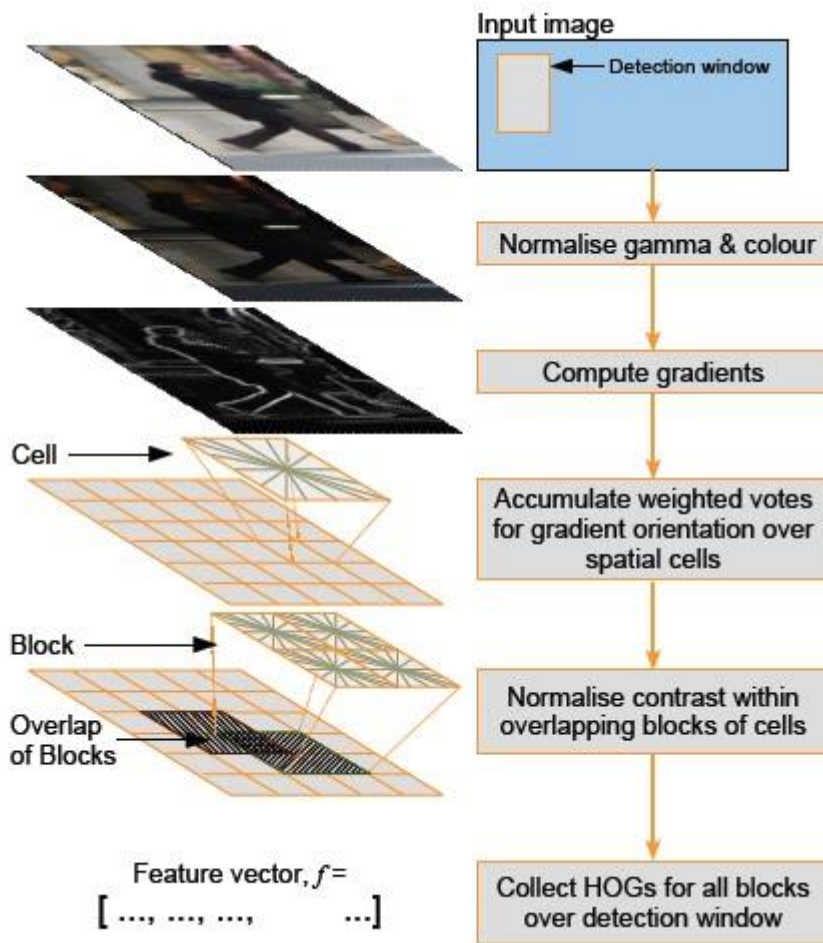 Input image
Detection window
Normalise gamma & colour
Compute gradients
Cell
Accumulate weighted votes
for gradient orientation over
spatial cells
Block
Overlap
of Blocks
Normalise contrast within
overlapping blocks of cells
Feature vector, f =
[ ..., ..., ..., ...]
Collect HOGs for all blocks
over detection window